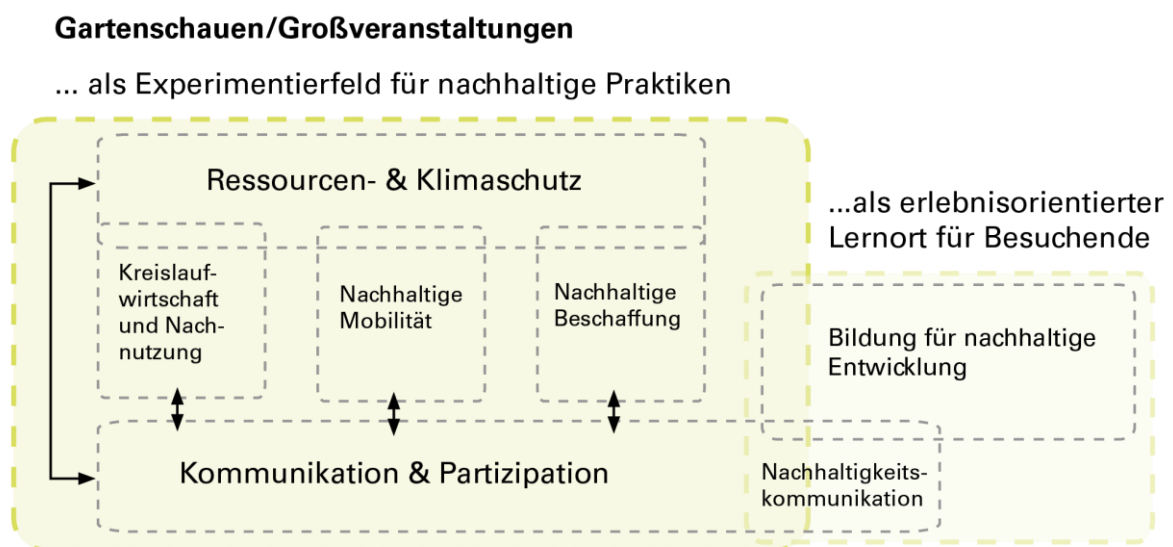 Gartenschauen/Großveranstaltungen
... als Experimentierfeld für nachhaltige Praktiken
Ressourcen- & Klimaschutz
...als erlebnisorientierter
Lernort für Besuchende
Kreislauf-
wirtschaft
und Nach-
nutzung
Nachhaltige
Mobilität
Nachhaltige
Beschaffung
Bildung für nachhaltige
Entwicklung
Kommunikation & Partizipation
Nachhaltigkeits-
kommunikation